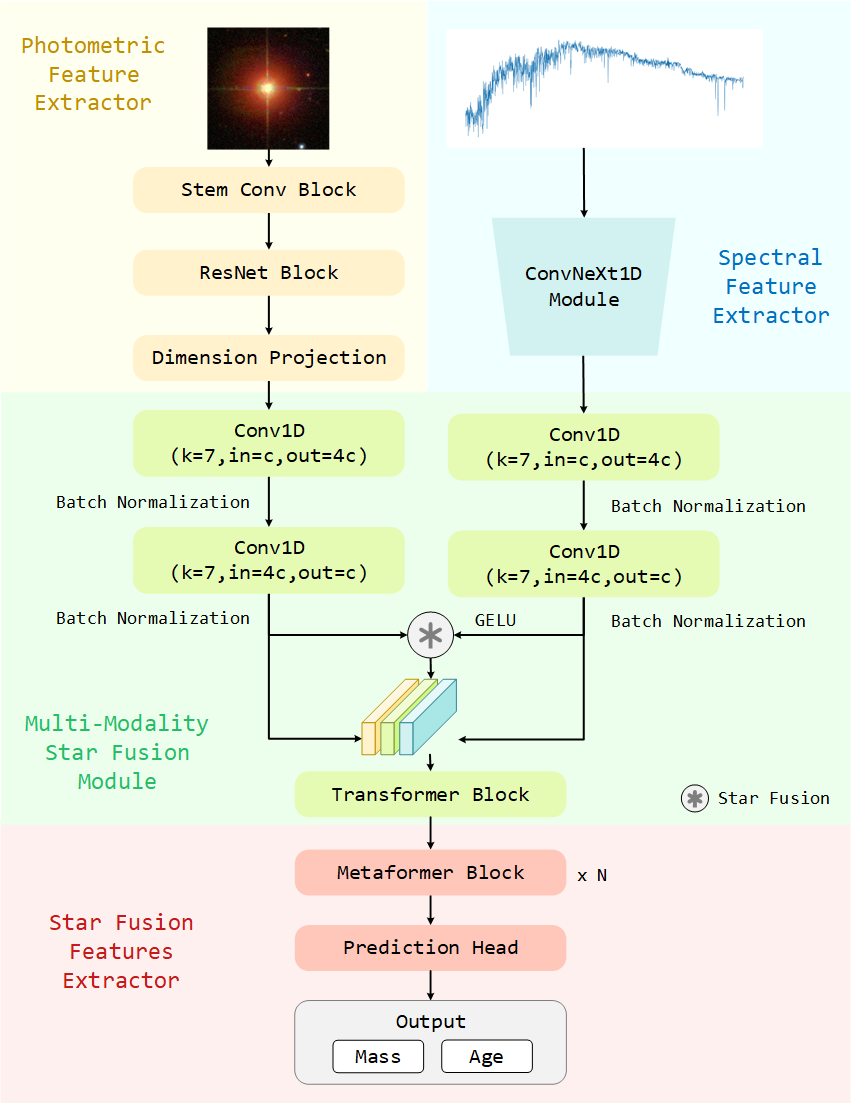 Photometric
Feature
Extractor
Stem Conv Block
ResNet Block
Dimension Projection
ConvNeXt1D
Module
Spectral
Feature
Extractor
Conv1D
(k=7,in=c,out=4c)
Conv1D
(k=7,in=c,out=4c)
Batch Normalization
Batch Normalization
Conv1D
(k=7,in=4c,out=c)
Conv1D
(k=7,in=4c,out=c)
Batch Normalization
GELU
Batch Normalization
Multi-Modality
Star Fusion
Module
Transformer Block
Star Fusion
Metaformer Block
x N
Star Fusion
Features
Extractor
Prediction Head
Output
Mass
Age